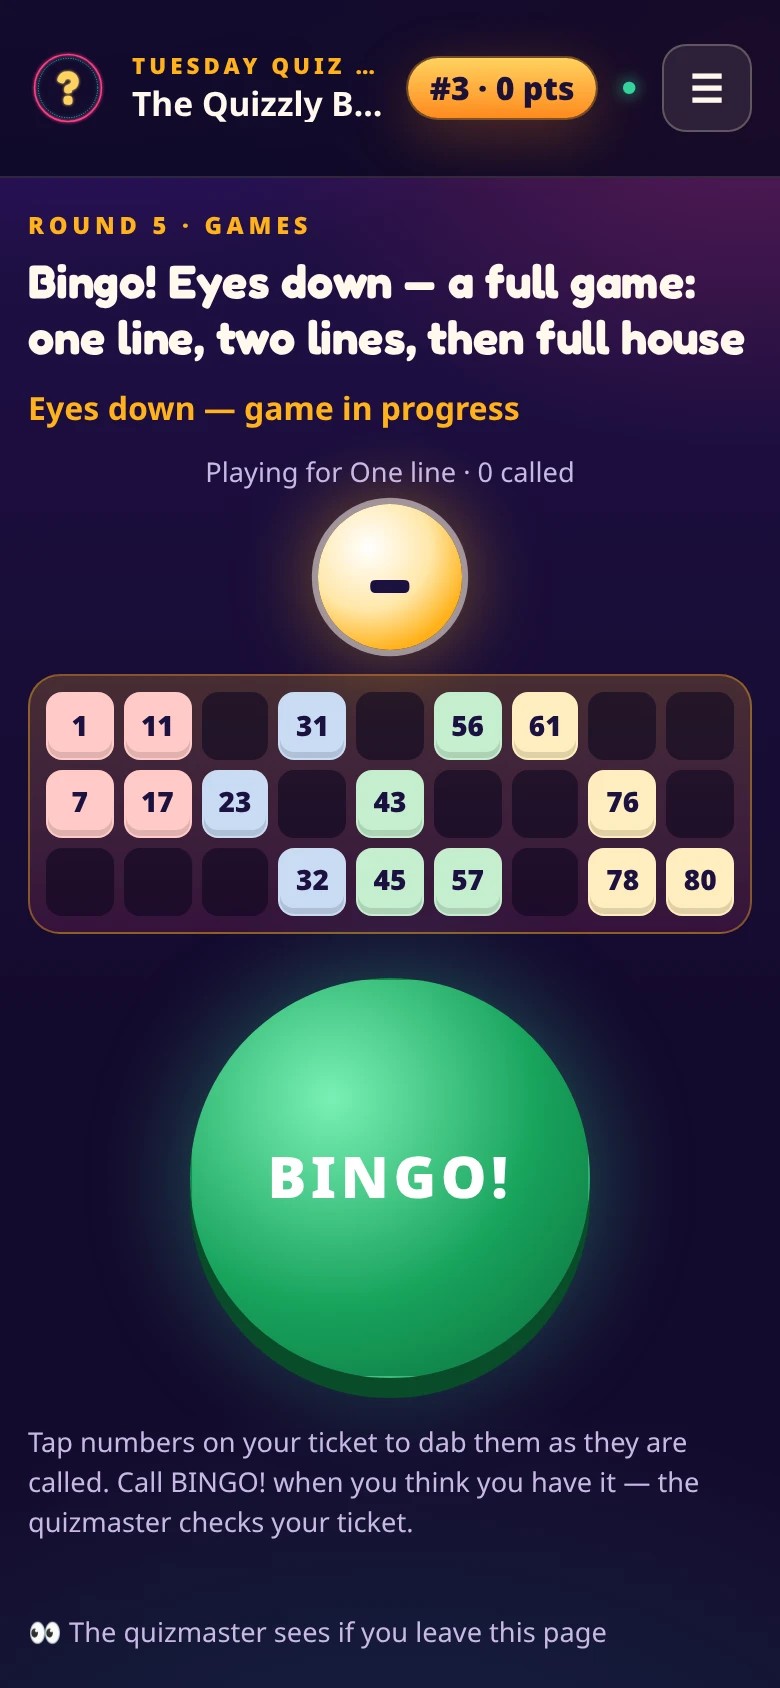 ?
TUESDAY QUIZ ...
The Quizzly B...
#3 · 0 pts
ROUND 5 · GAMES
Bingo! Eyes down — a full game:
one line, two lines, then full house
Eyes down — game in progress
Playing for One line · 0 called
-
1 11 31 56 61
7 17 23 43 76
32 45 57 78 80
BINGO!
Tap numbers on your ticket to dab them as they are
called. Call BINGO! when you think you have it — the
quizmaster checks your ticket.
👀 The quizmaster sees if you leave this page